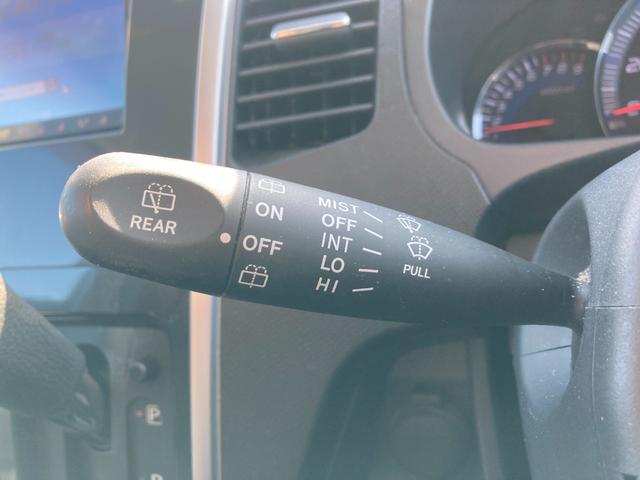 REAR
ON
OFF
MIST
OFF
INT
LO
HI
PULL
P